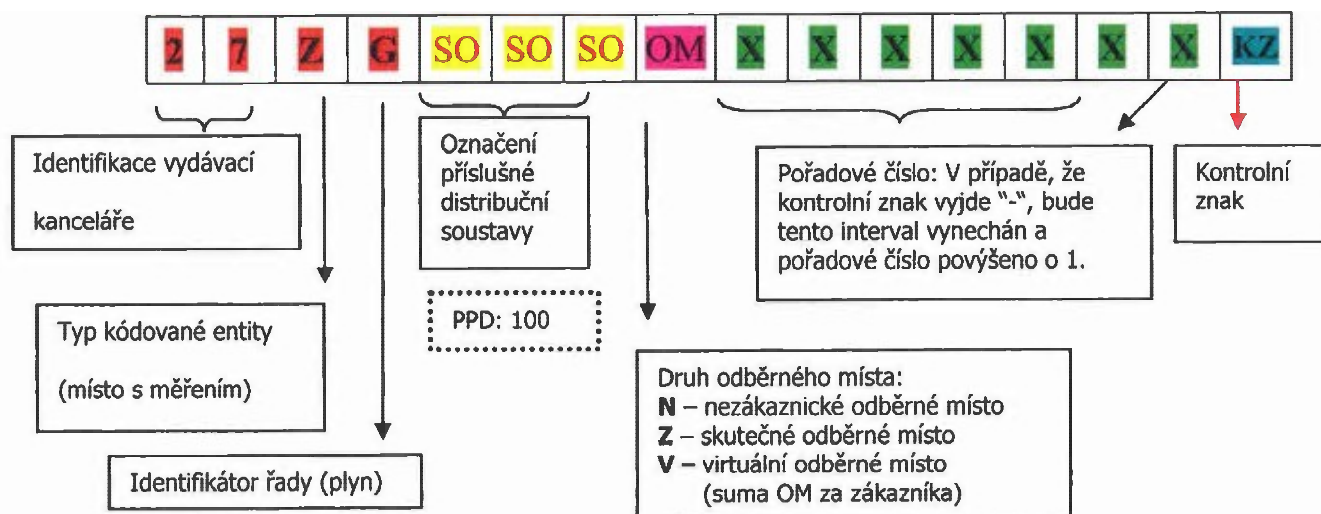 2 7 Z G SO SO SO OM X X X X X X X KZ
Identifikace vydávací
kanceláře
Označení
příslušné
distribuční
soustavy
Pořadové číslo: V případě, že
kontrolní znak vyjde “-“, bude
tento interval vynechán a
pořadové číslo povýšeno o 1.
Kontrolní
znak
PPD: 100
Typ kódované entity
(místo s měřením)
Druh odběrného místa:
N – nezákaznické odběrné místo
Z – skutečné odběrné místo
V – virtuální odběrné místo
(suma OM za zákazníka)
Identifikátor řady (plyn)